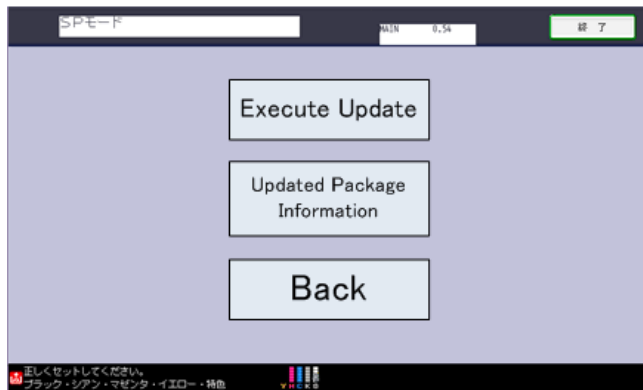 SPモード
MAIN 0.54
終 了
Execute Update
Updated Package
Information
Back
正しくセットしてください。
ブラック・シアン・マゼンタ・イエロー・特色
Y M C K S